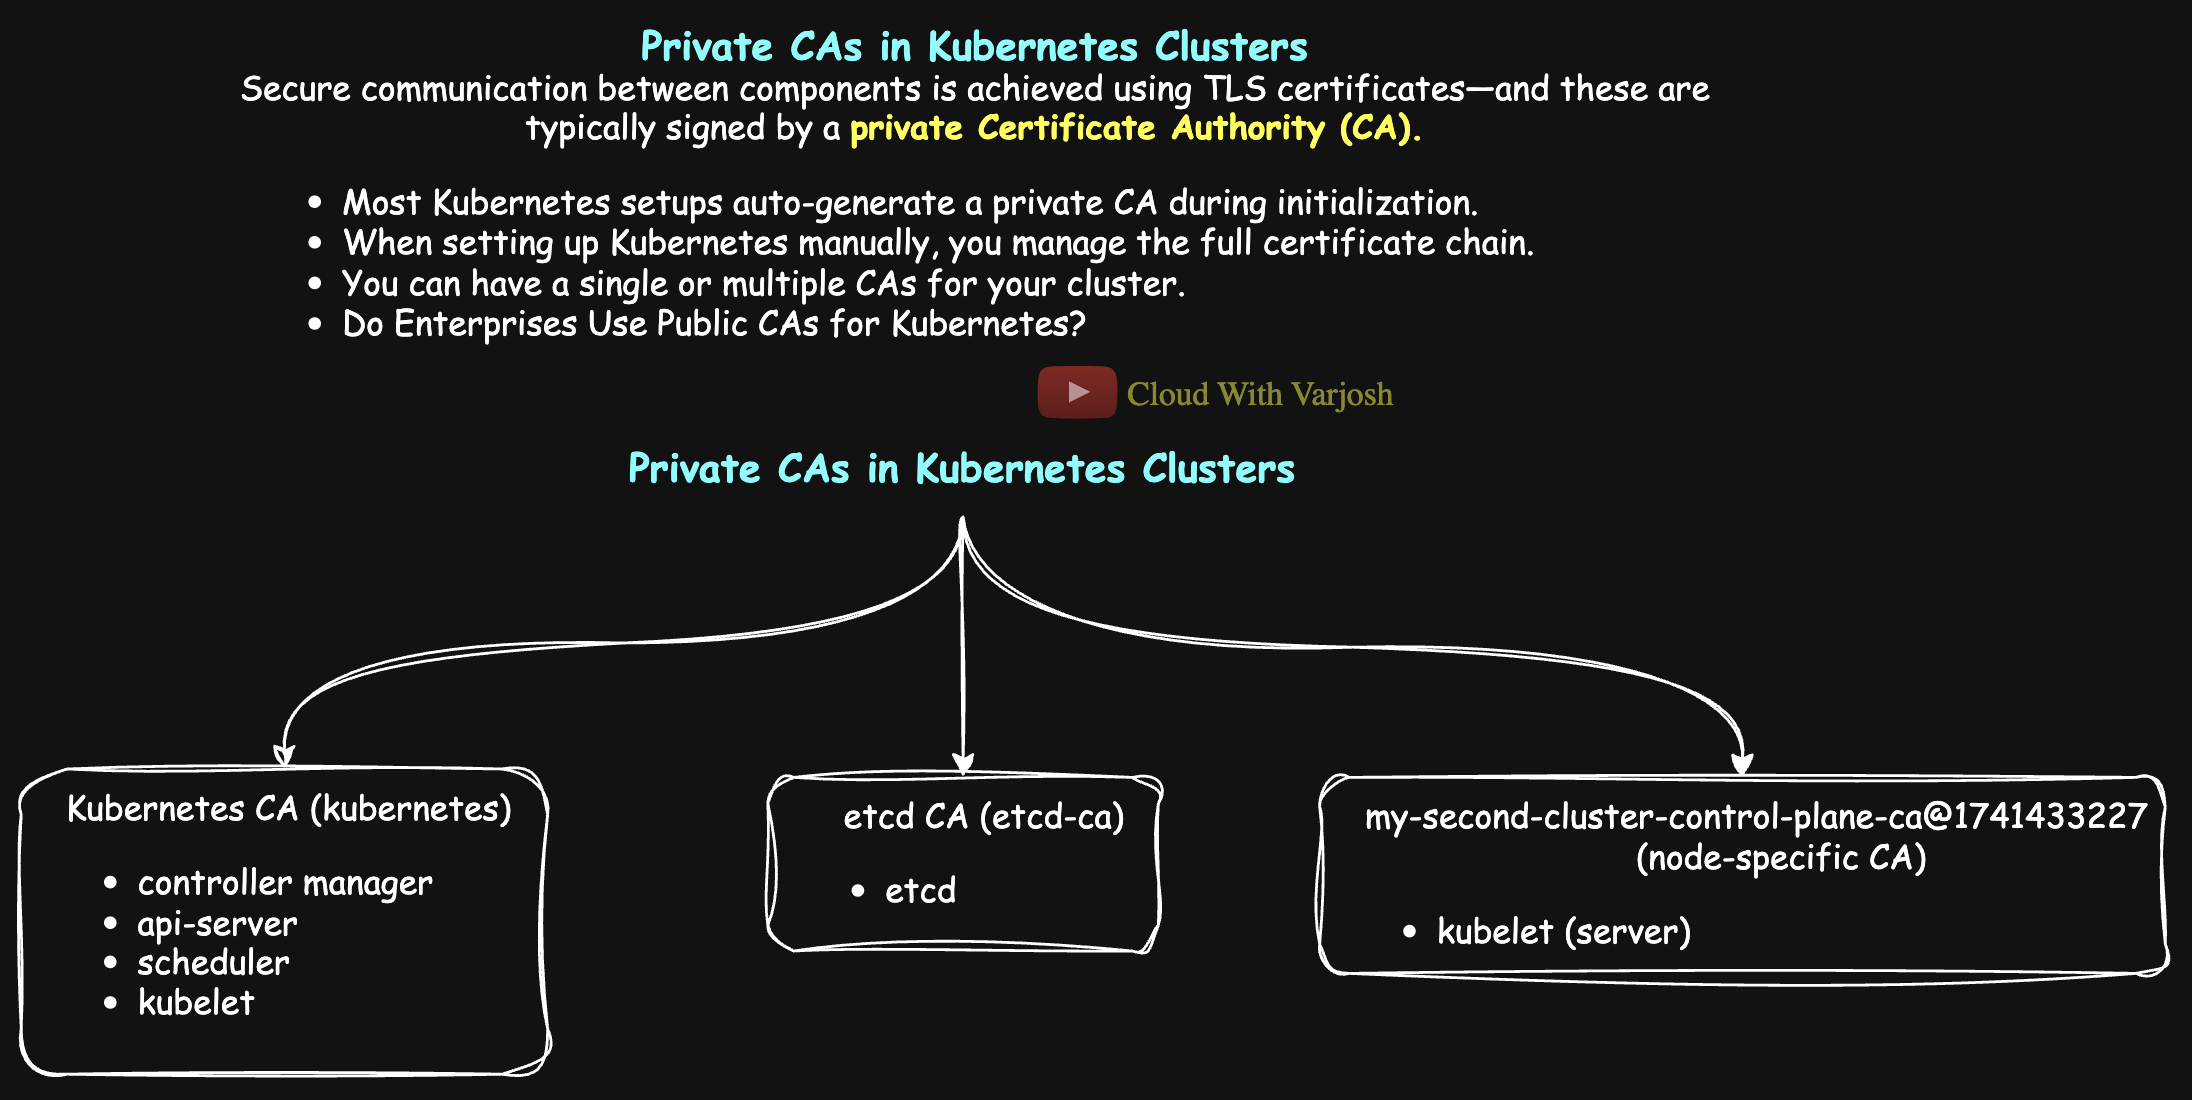 Private CAs in Kubernetes Clusters
Secure communication between components is achieved using TLS certificates—and these are
typically signed by a private Certificate Authority (CA).
• Most Kubernetes setups auto-generate a private CA during initialization.
• When setting up Kubernetes manually, you manage the full certificate chain.
• You can have a single or multiple CAs for your cluster.
• Do Enterprises Use Public CAs for Kubernetes?
Cloud With Varjosh
Private CAs in Kubernetes Clusters
Kubernetes CA (kubernetes)
• controller manager
• api-server
• scheduler
• kubelet
etcd CA (etcd-ca)
• etcd
my-second-cluster-control-plane-ca@1741433227
(node-specific CA)
• kubelet (server)